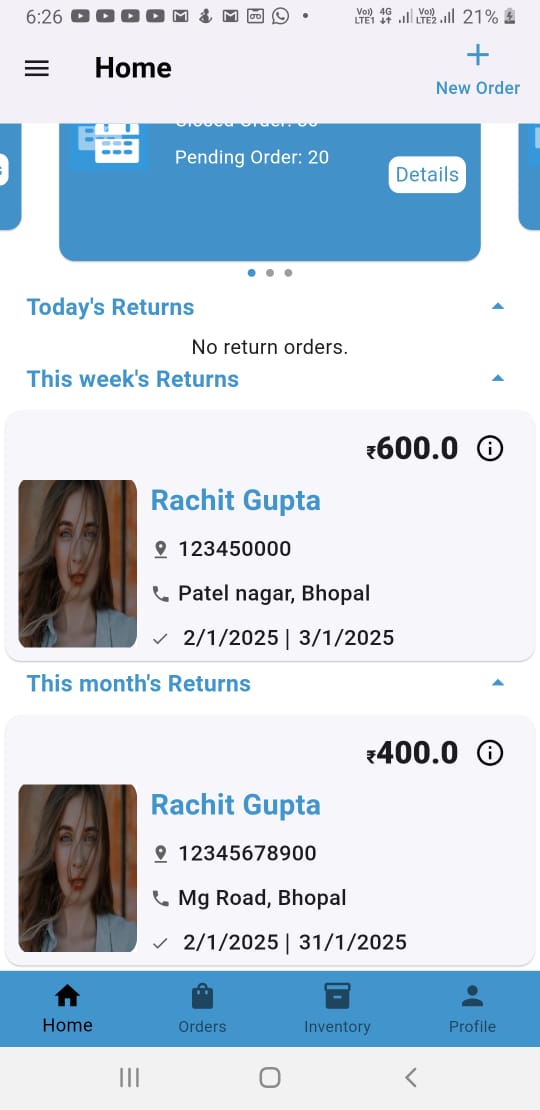 6:26 Vo)) LTE1 4G Vo)) LTE2 21%
Home
New Order
Closed Order: 30
Pending Order: 20
Details
Today's Returns
No return orders.
This week's Returns
₹600.0
Rachit Gupta
123450000
Patel nagar, Bhopal
2/1/2025 | 3/1/2025
This month's Returns
₹400.0
Rachit Gupta
12345678900
Mg Road, Bhopal
2/1/2025 | 31/1/2025
Home
Orders
Inventory
Profile